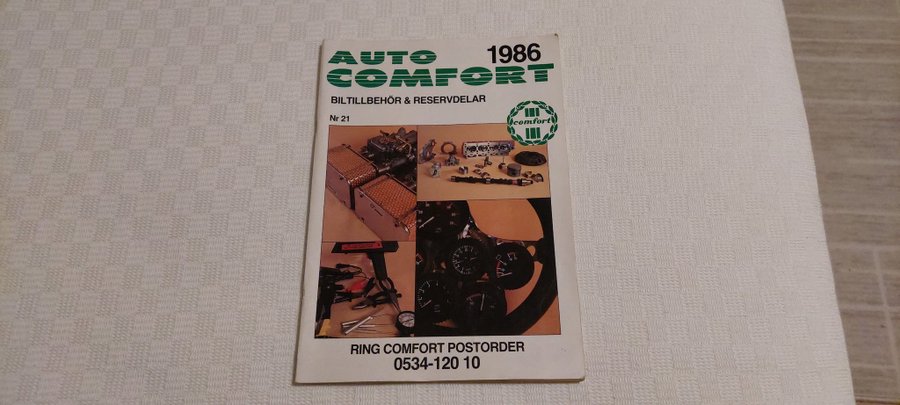 AUTO 1986
COMFORT
BILTILLBEHÖR & RESERVDELAR
Nr 21
comfort
RING COMFORT POSTORDER
0534-120 10